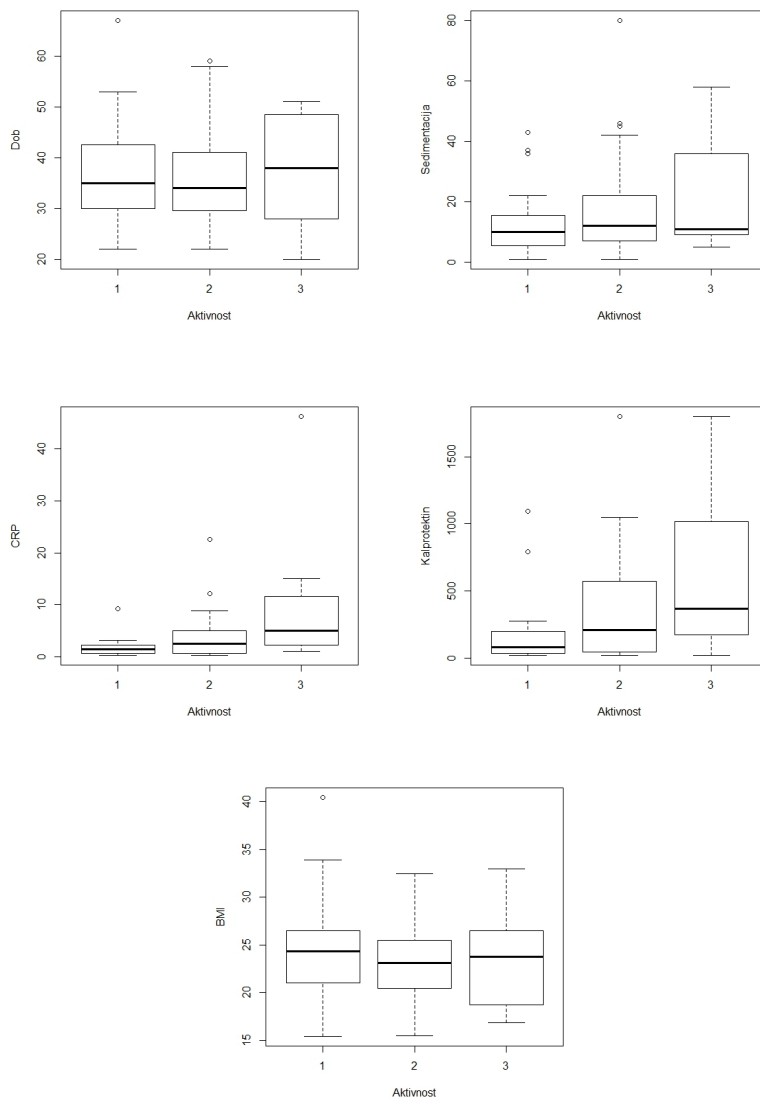 Dob
20 30 40 50 60
1 2 3
Aktivnost
Sedimentacija
0 20 40 60 80
1 2 3
Aktivnost
CRP
0 10 20 30 40
1 2 3
Aktivnost
Kalprotektin
0 500 1000 1500
1 2 3
Aktivnost
BMI
15 20 25 30 35 40
1 2 3
Aktivnost